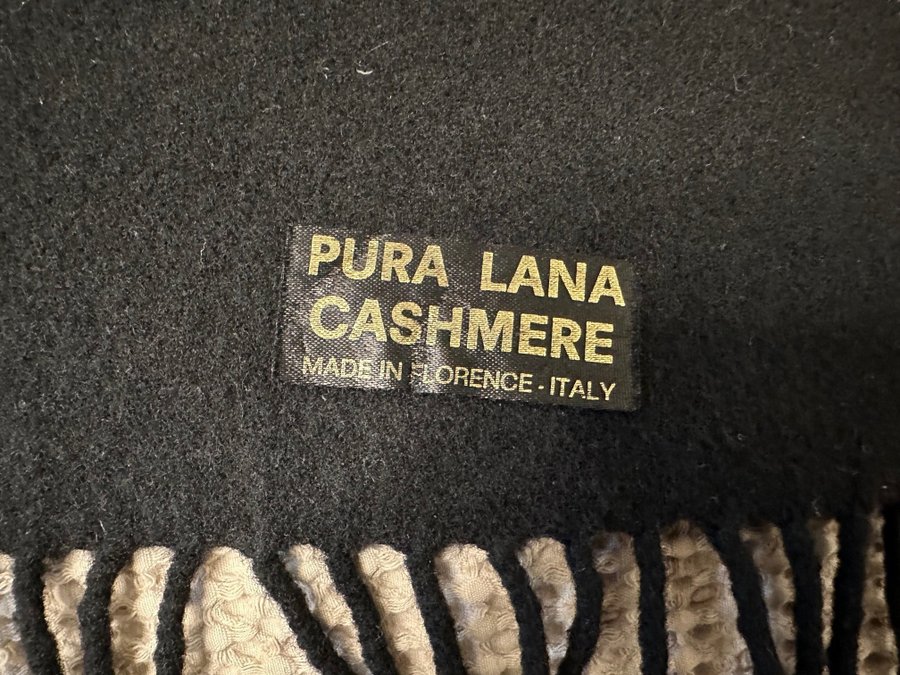 PURA LANA
CASHMERE
MADE IN FLORENCE - ITALY